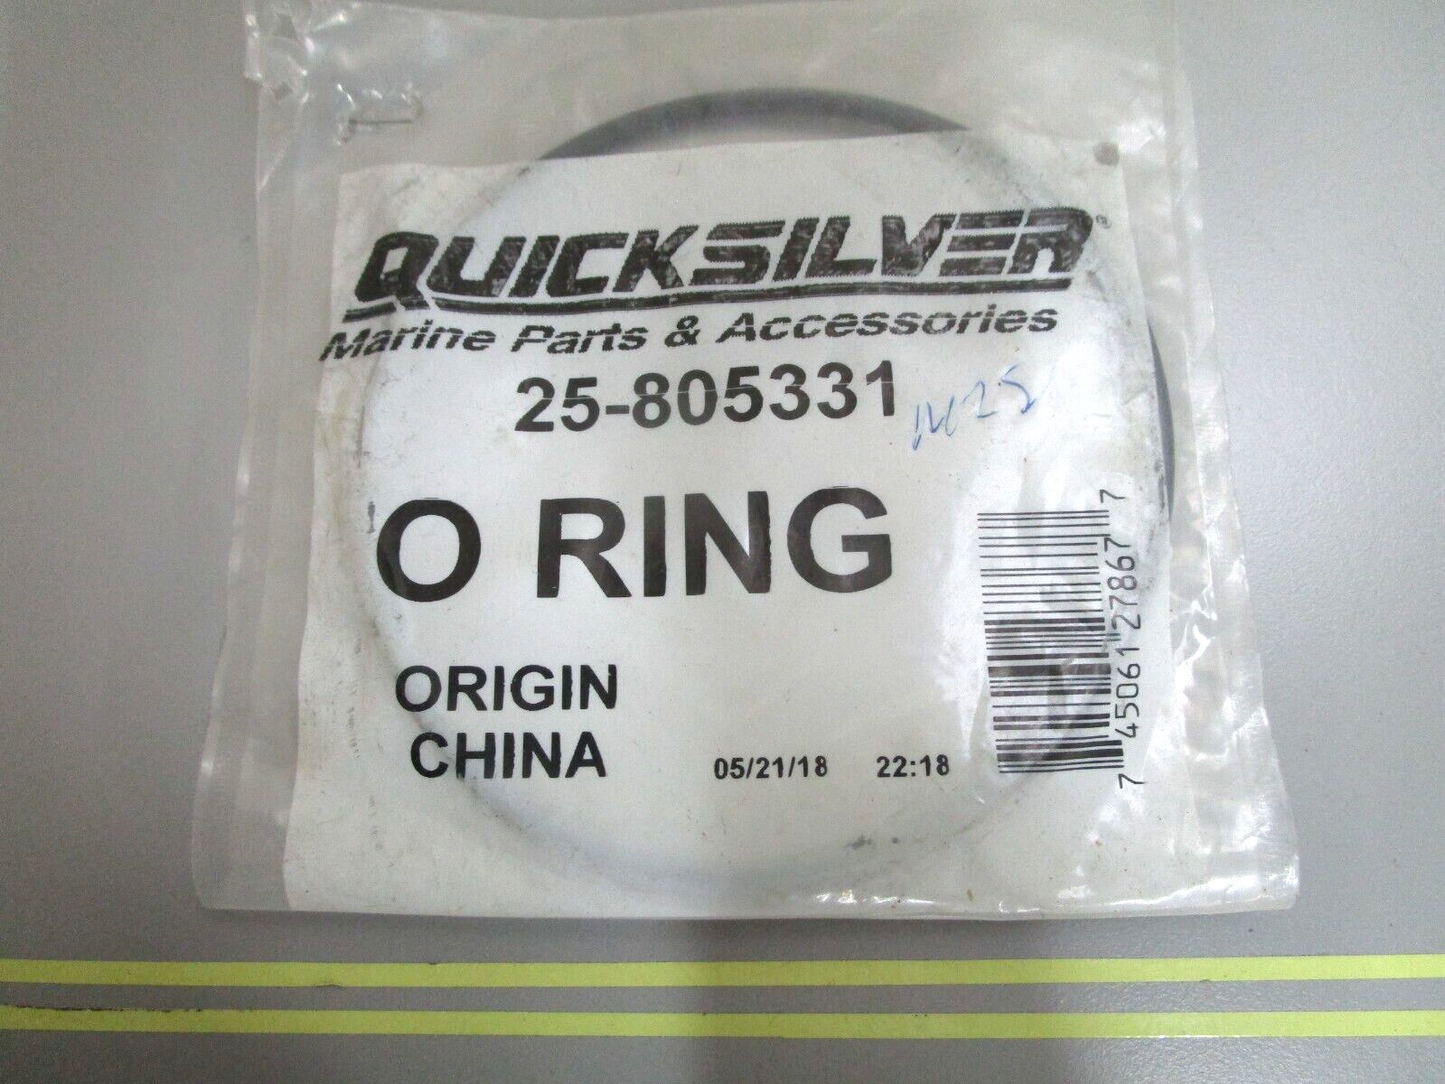 QUICKSILVER®
Marine Parts & Accessories
25-805331
O RING
ORIGIN
CHINA
05/21/18 22:18
7 45061 27867 7